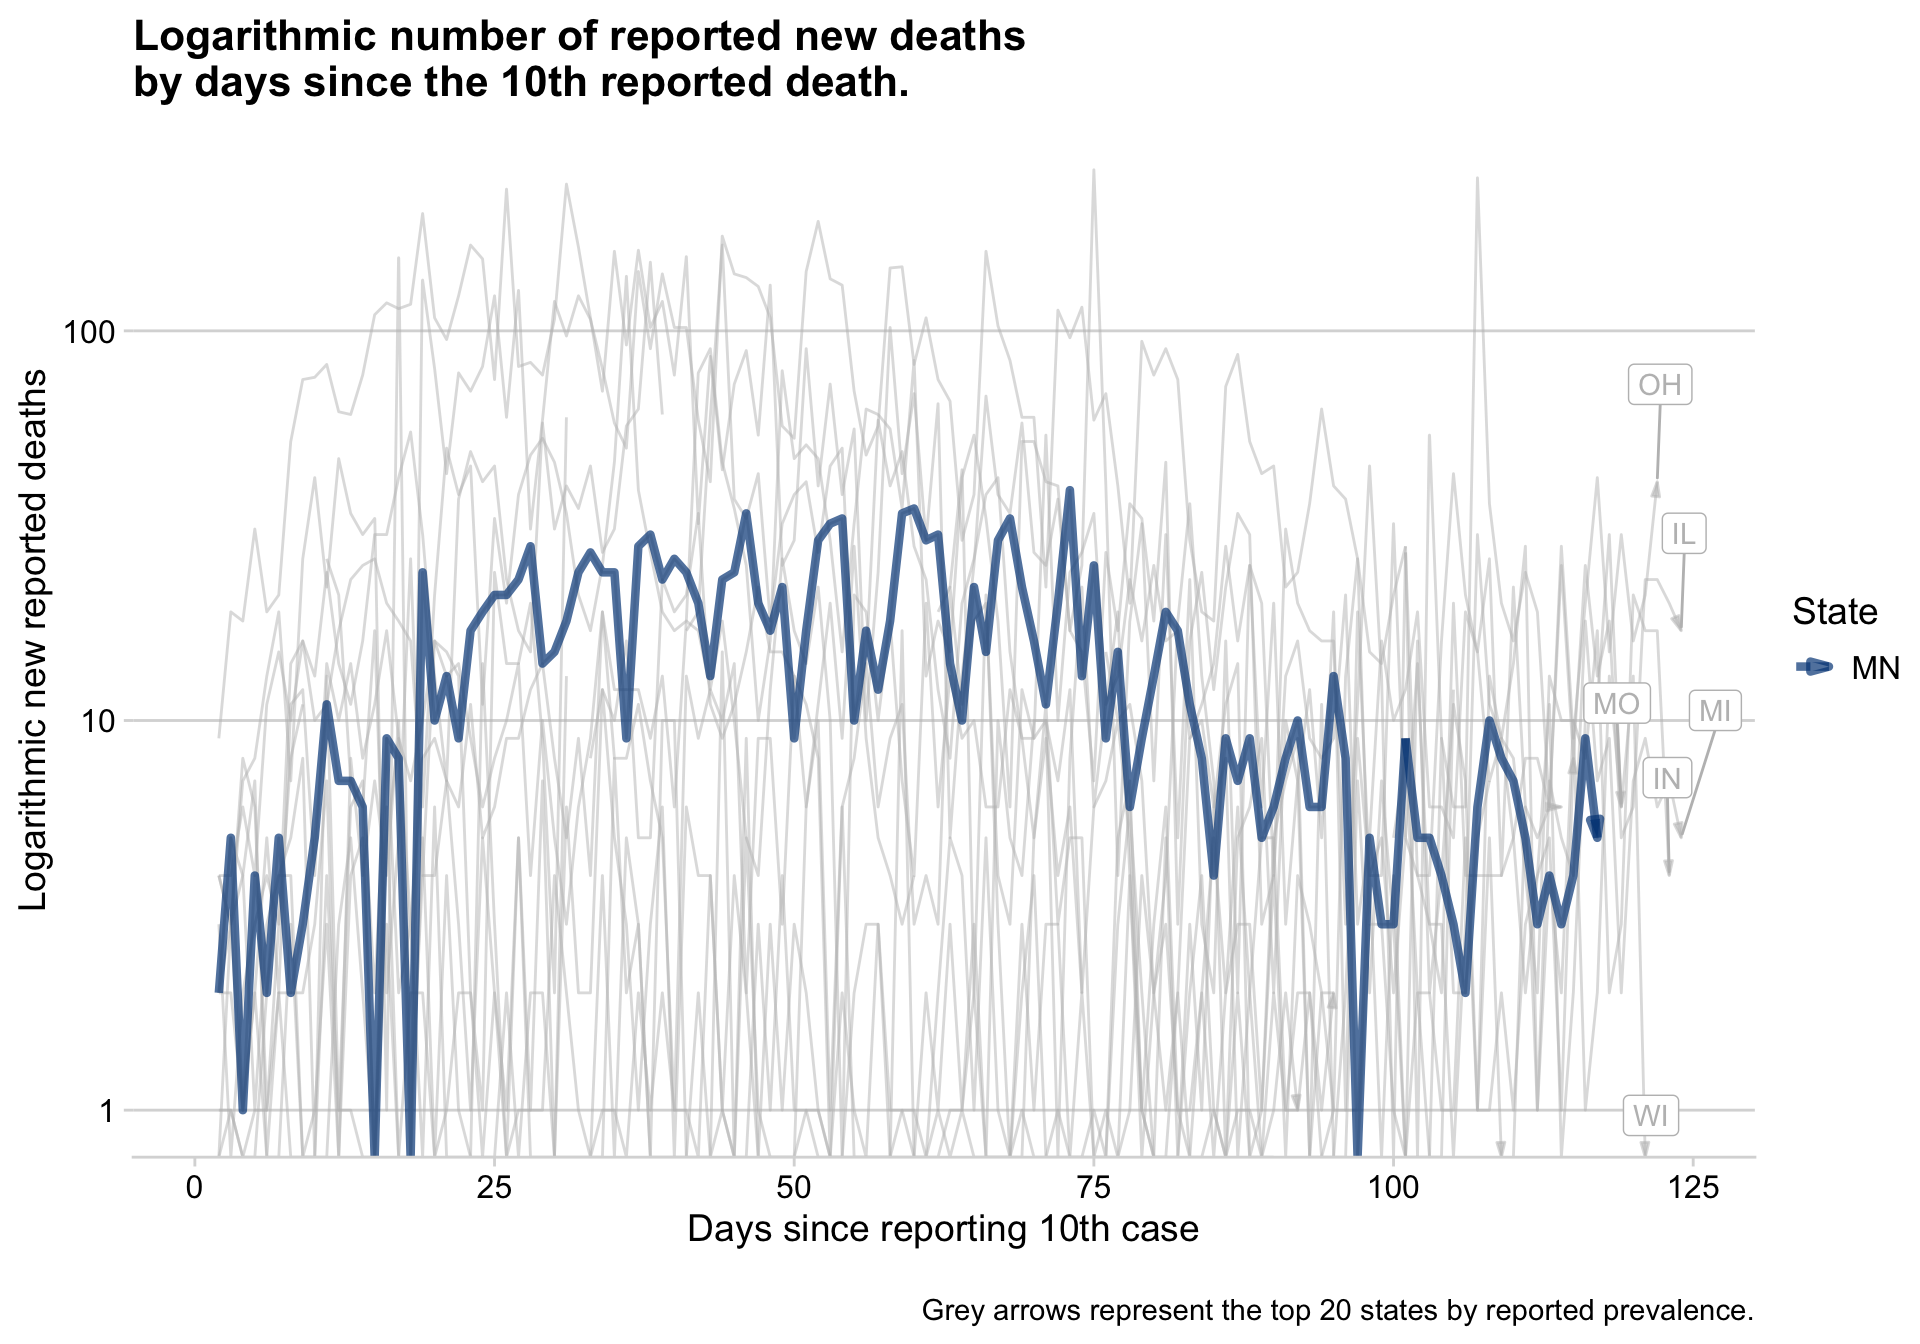 Logarithmic number of reported new deaths
by days since the 10th reported death.
Logarithmic new reported deaths
100
10
1
OH
IL
MO
MI
IN
WI
State
MN
0
25
50
75
100
125
Days since reporting 10th case
Grey arrows represent the top 20 states by reported prevalence.